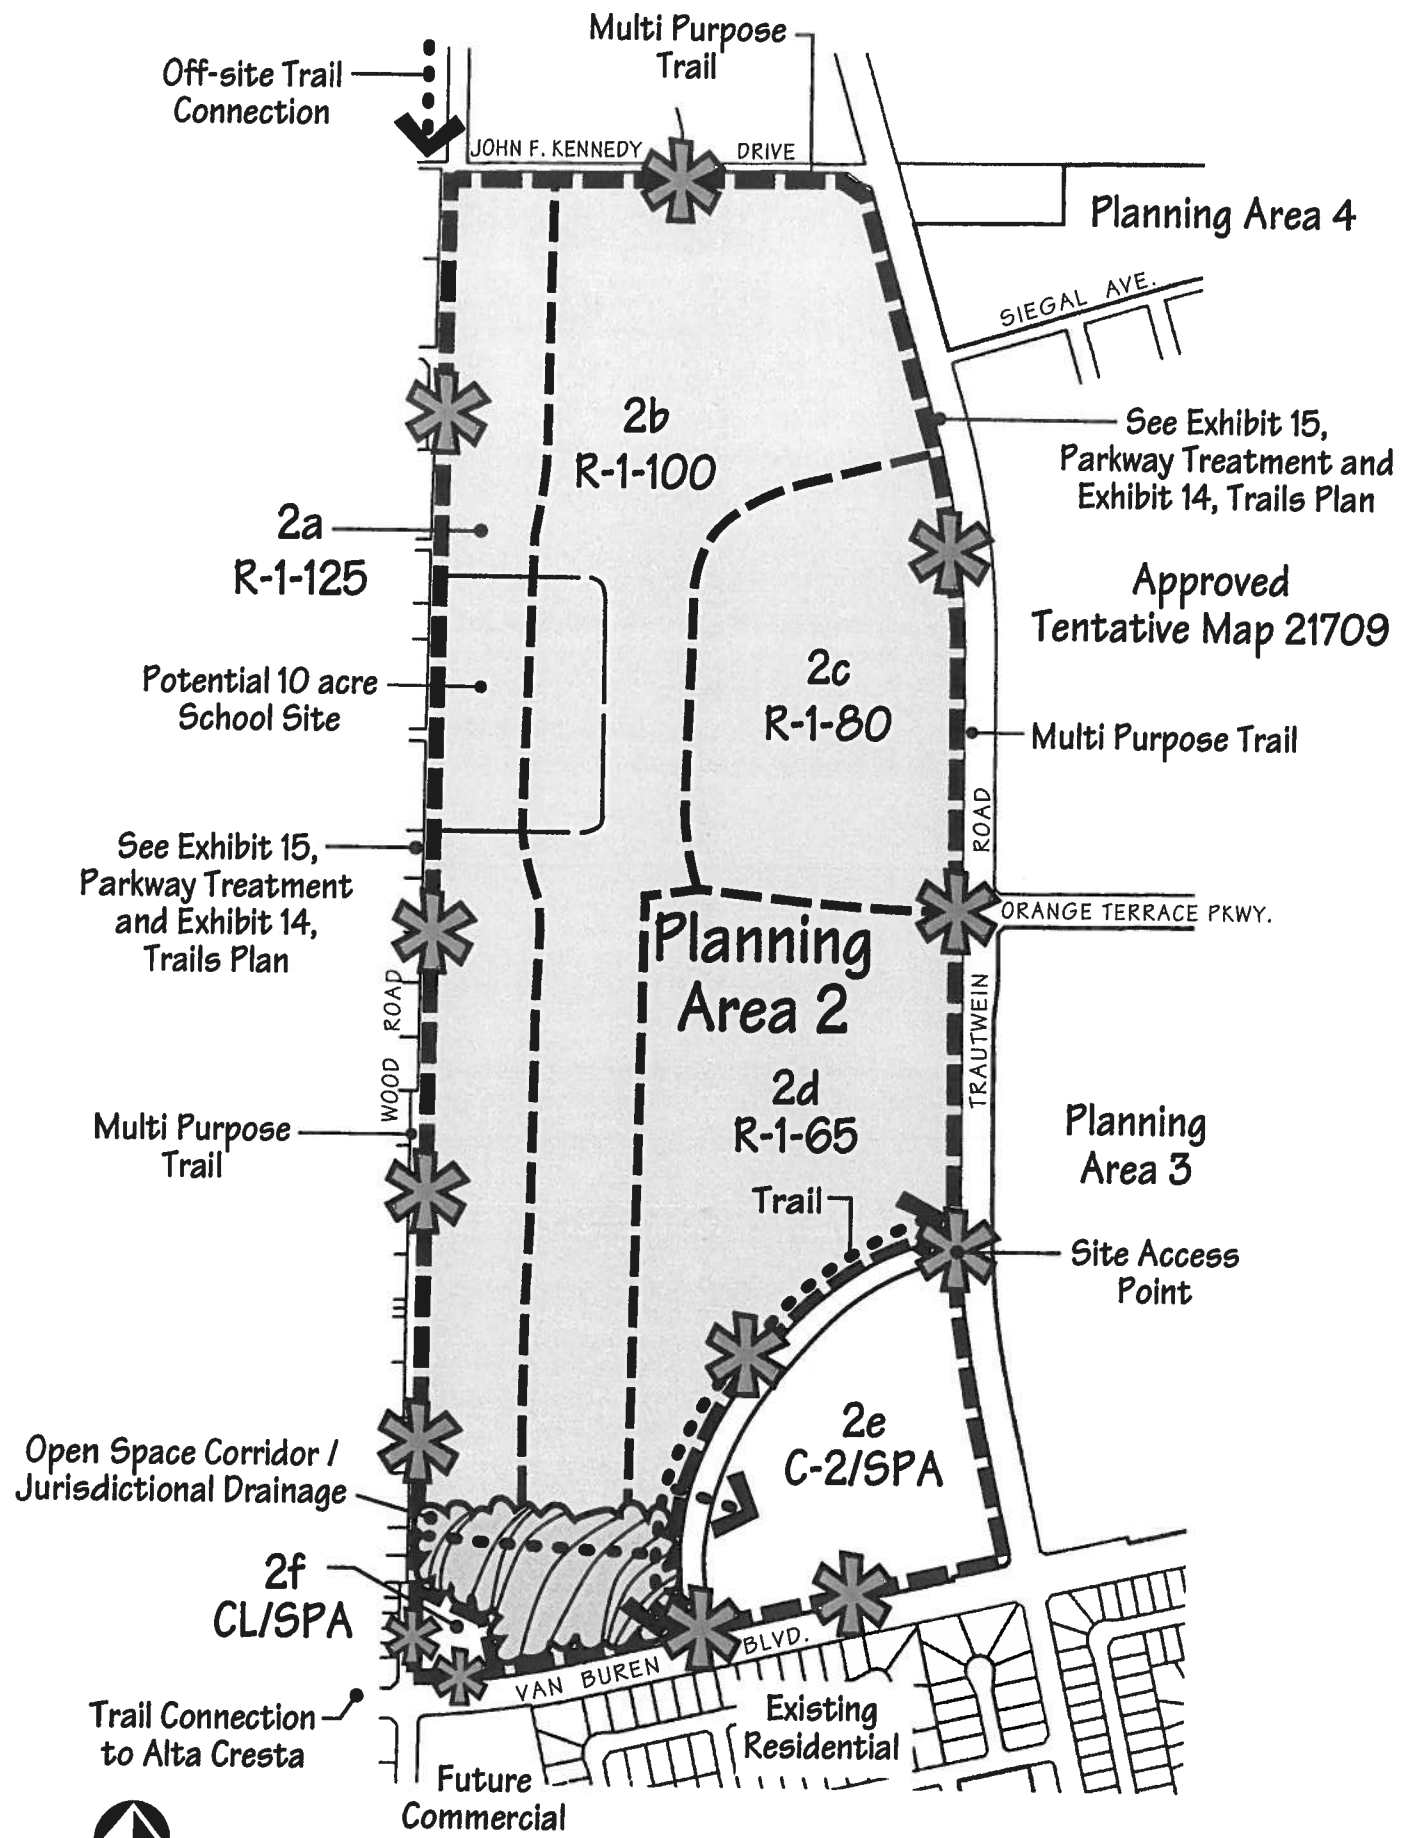 Multi Purpose
Trail
Off-site Trail
Connection
JOHN F. KENNEDY DRIVE
Planning Area 4
SIEGAL AVE.
2b
R-1-100
See Exhibit 15,
Parkway Treatment and
Exhibit 14, Trails Plan
2a
R-1-125
Approved
Tentative Map 21709
Potential 10 acre
School Site
2c
R-1-80
Multi Purpose Trail
See Exhibit 15,
Parkway Treatment
and Exhibit 14,
Trails Plan
ORANGE TERRACE PKWY.
Planning
Area 2
TRAUTWEIN ROAD
WOOD ROAD
2d
R-1-65
Multi Purpose
Trail
Planning
Area 3
Trail
Site Access
Point
2e
C-2/SPA
Open Space Corridor /
Jurisdictional Drainage
2f
CL/SPA
VAN BUREN BLVD.
Trail Connection
to Alta Cresta
Existing
Residential
Future
Commercial